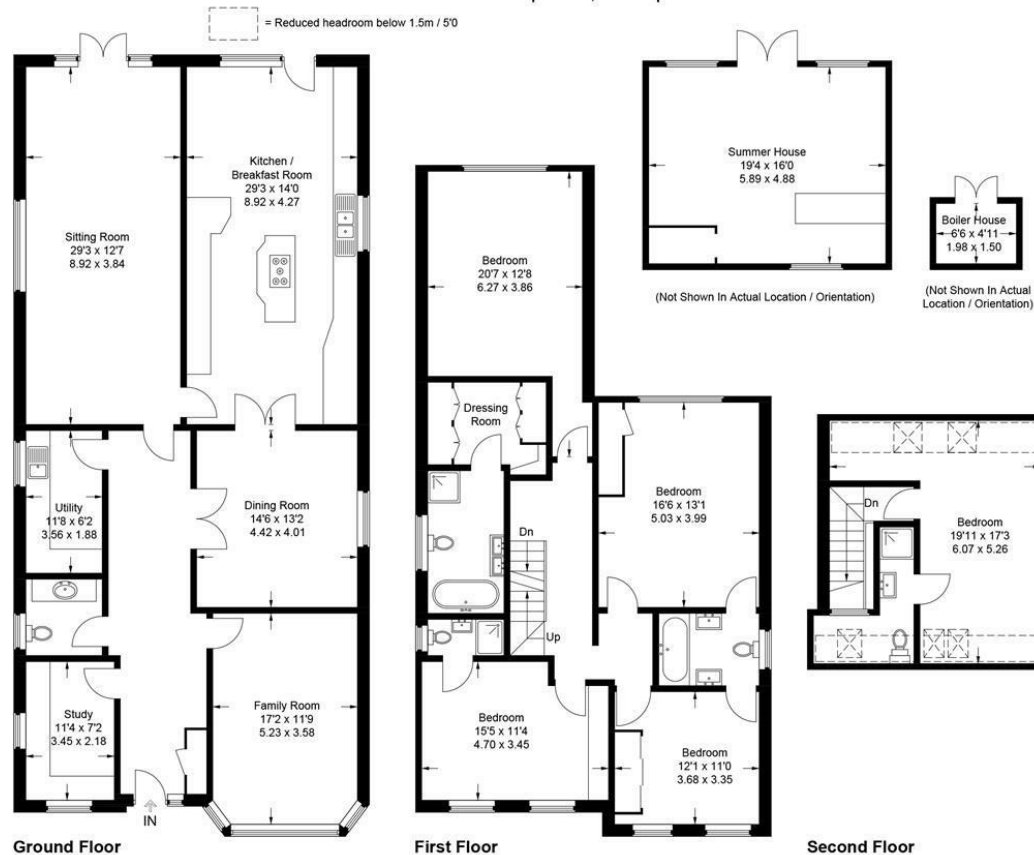 = Reduced headroom below 1.5m / 5'0
Sitting Room
29'3 x 12'7
8.92 x 3.84
Kitchen /
Breakfast Room
29'3 x 14'0
8.92 x 4.27
Utility
11'8 x 6'2
3.56 x 1.88
Dining Room
14'6 x 13'2
4.42 x 4.01
Study
11'4 x 7'2
3.45 x 2.18
Family Room
17'2 x 11'9
5.23 x 3.58
IN
Ground Floor
Bedroom
20'7 x 12'8
6.27 x 3.86
Dressing
Room
Bedroom
16'6 x 13'1
5.03 x 3.99
Dn
Up
Bedroom
15'5 x 11'4
4.70 x 3.45
Bedroom
12'1 x 11'0
3.68 x 3.35
First Floor
Summer House
19'4 x 16'0
5.89 x 4.88
(Not Shown In Actual Location / Orientation)
Boiler House
6'6 x 4'11
1.98 x 1.50
(Not Shown In Actual
Location / Orientation)
Dn
Bedroom
19'11 x 17'3
6.07 x 5.26
Second Floor